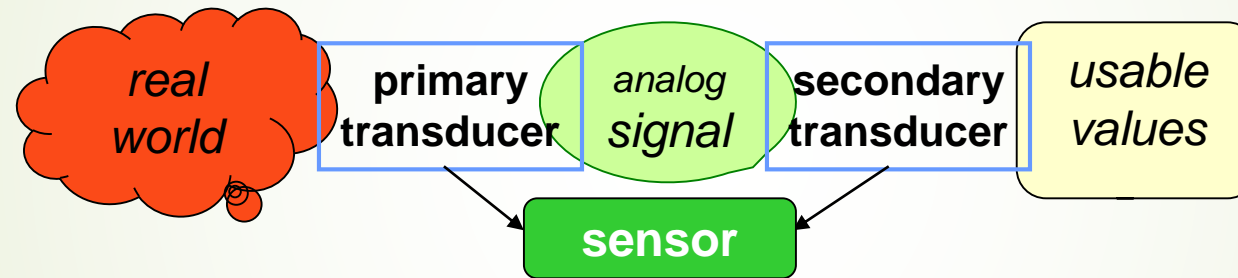 real
world
primary
transducer
analog
signal
secondary
transducer
usable
values
sensor